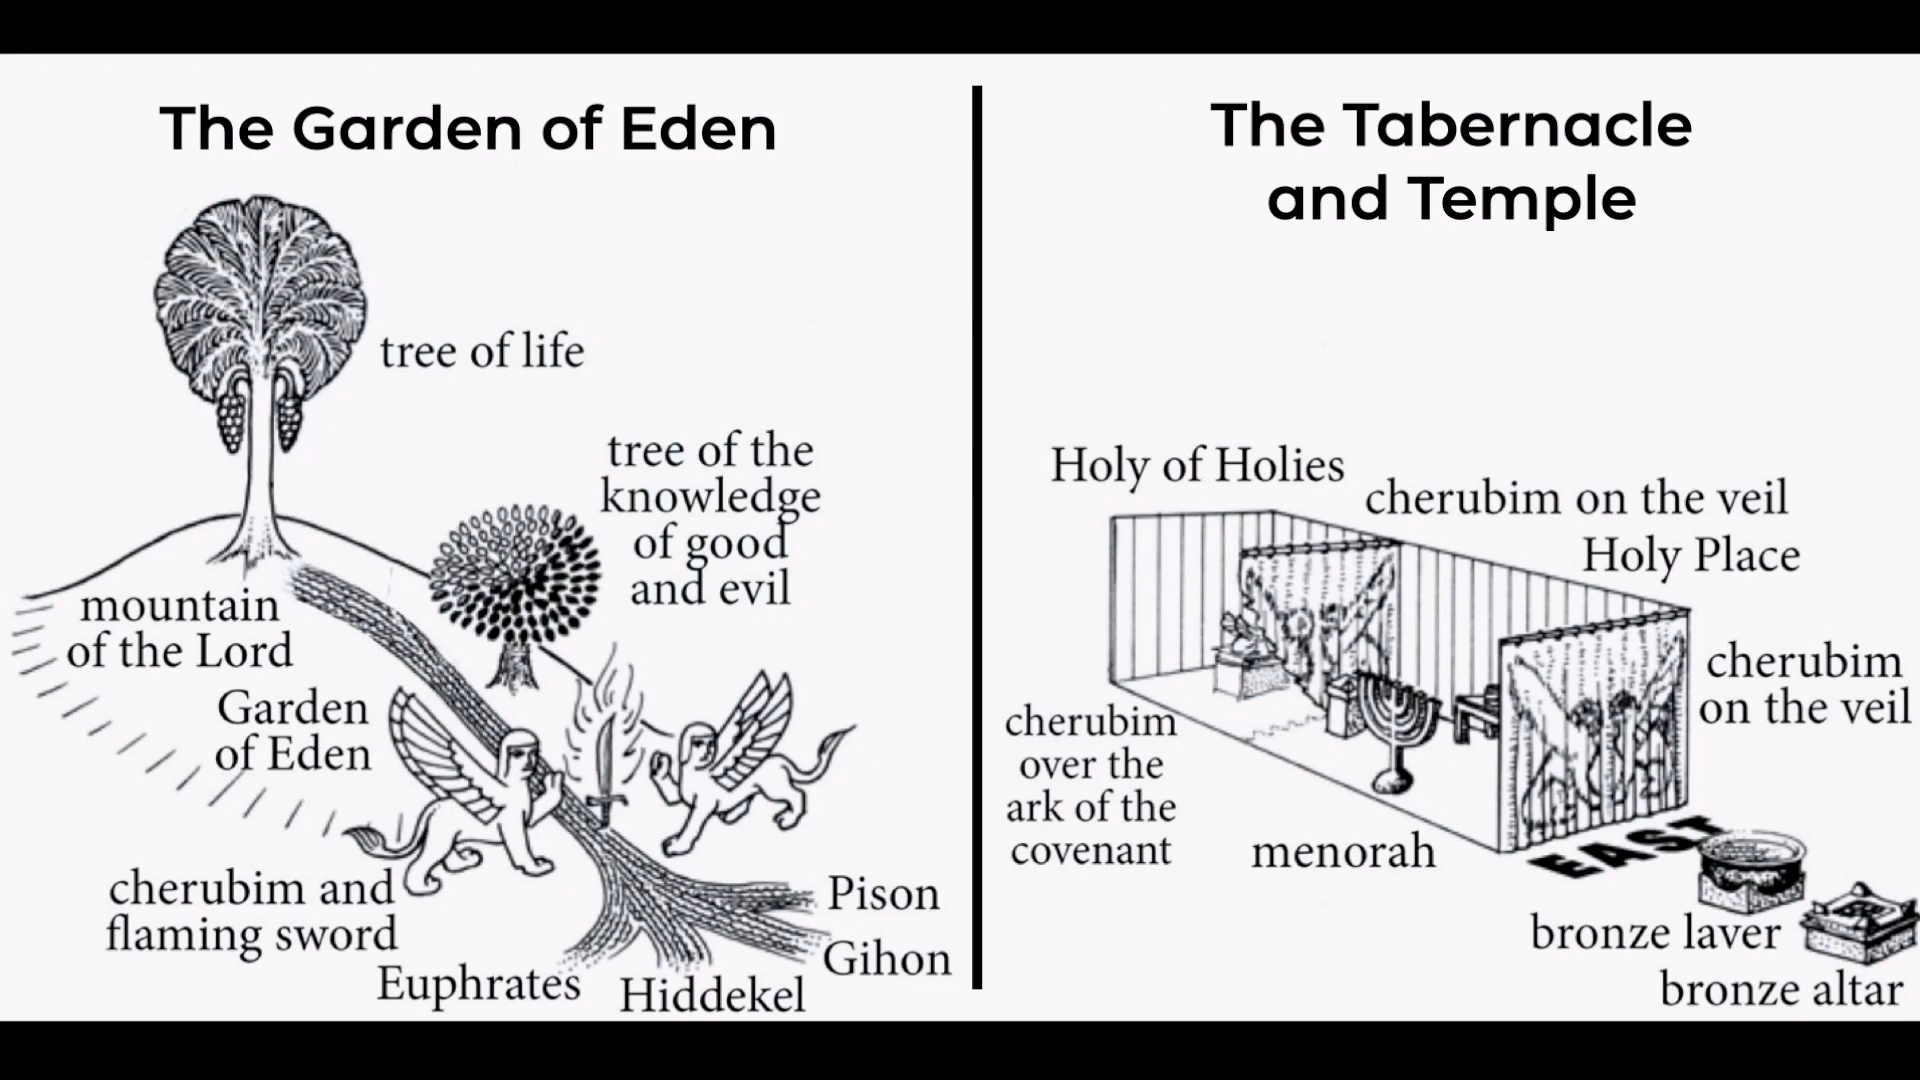 The Garden of Eden
tree of life
tree of the
knowledge
of good
and evil
mountain
of the Lord
Garden
of Eden
cherubim and
flaming sword
Pison
Gihon
Euphrates
Hiddekel
The Tabernacle
and Temple
Holy of Holies
cherubim on the veil
Holy Place
cherubim
on the veil
cherubim
over the
ark of the
covenant
menorah
EAST
bronze laver
bronze altar